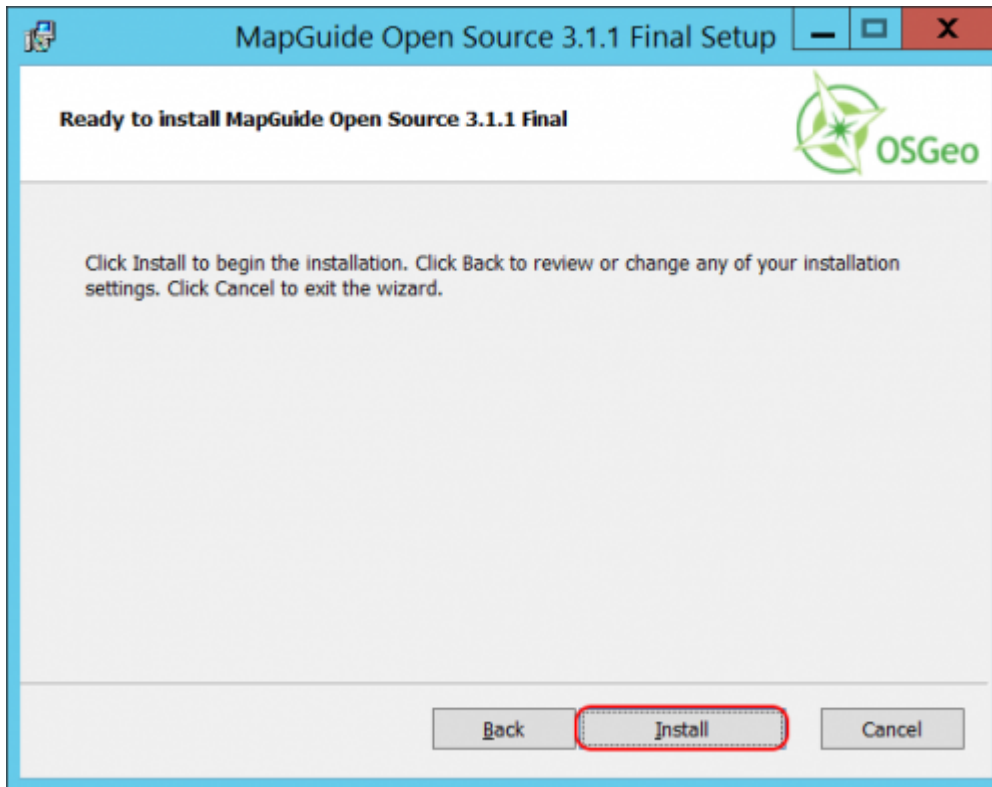 MapGuide Open Source 3.1.1 Final Setup
Ready to install MapGuide Open Source 3.1.1 Final
OSGeo
Click Install to begin the installation. Click Back to review or change any of your installation
settings. Click Cancel to exit the wizard.
Back Install Cancel